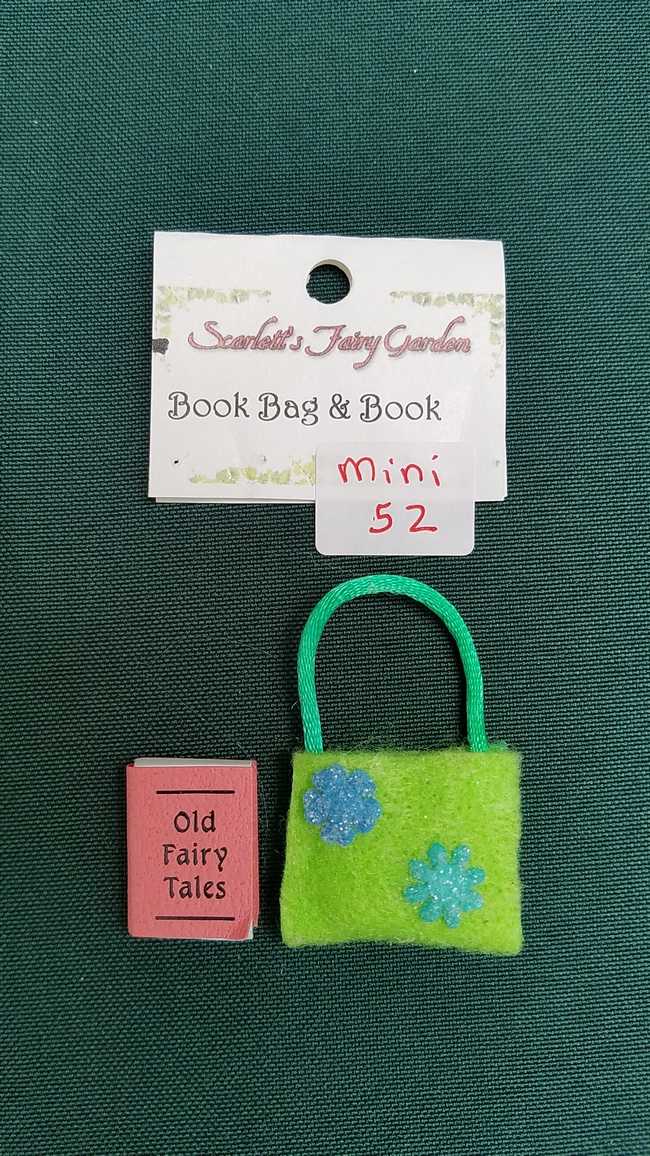 Scarlett's Fairy Garden
Book Bag & Book
mini
52
Old
Fairy
Tales